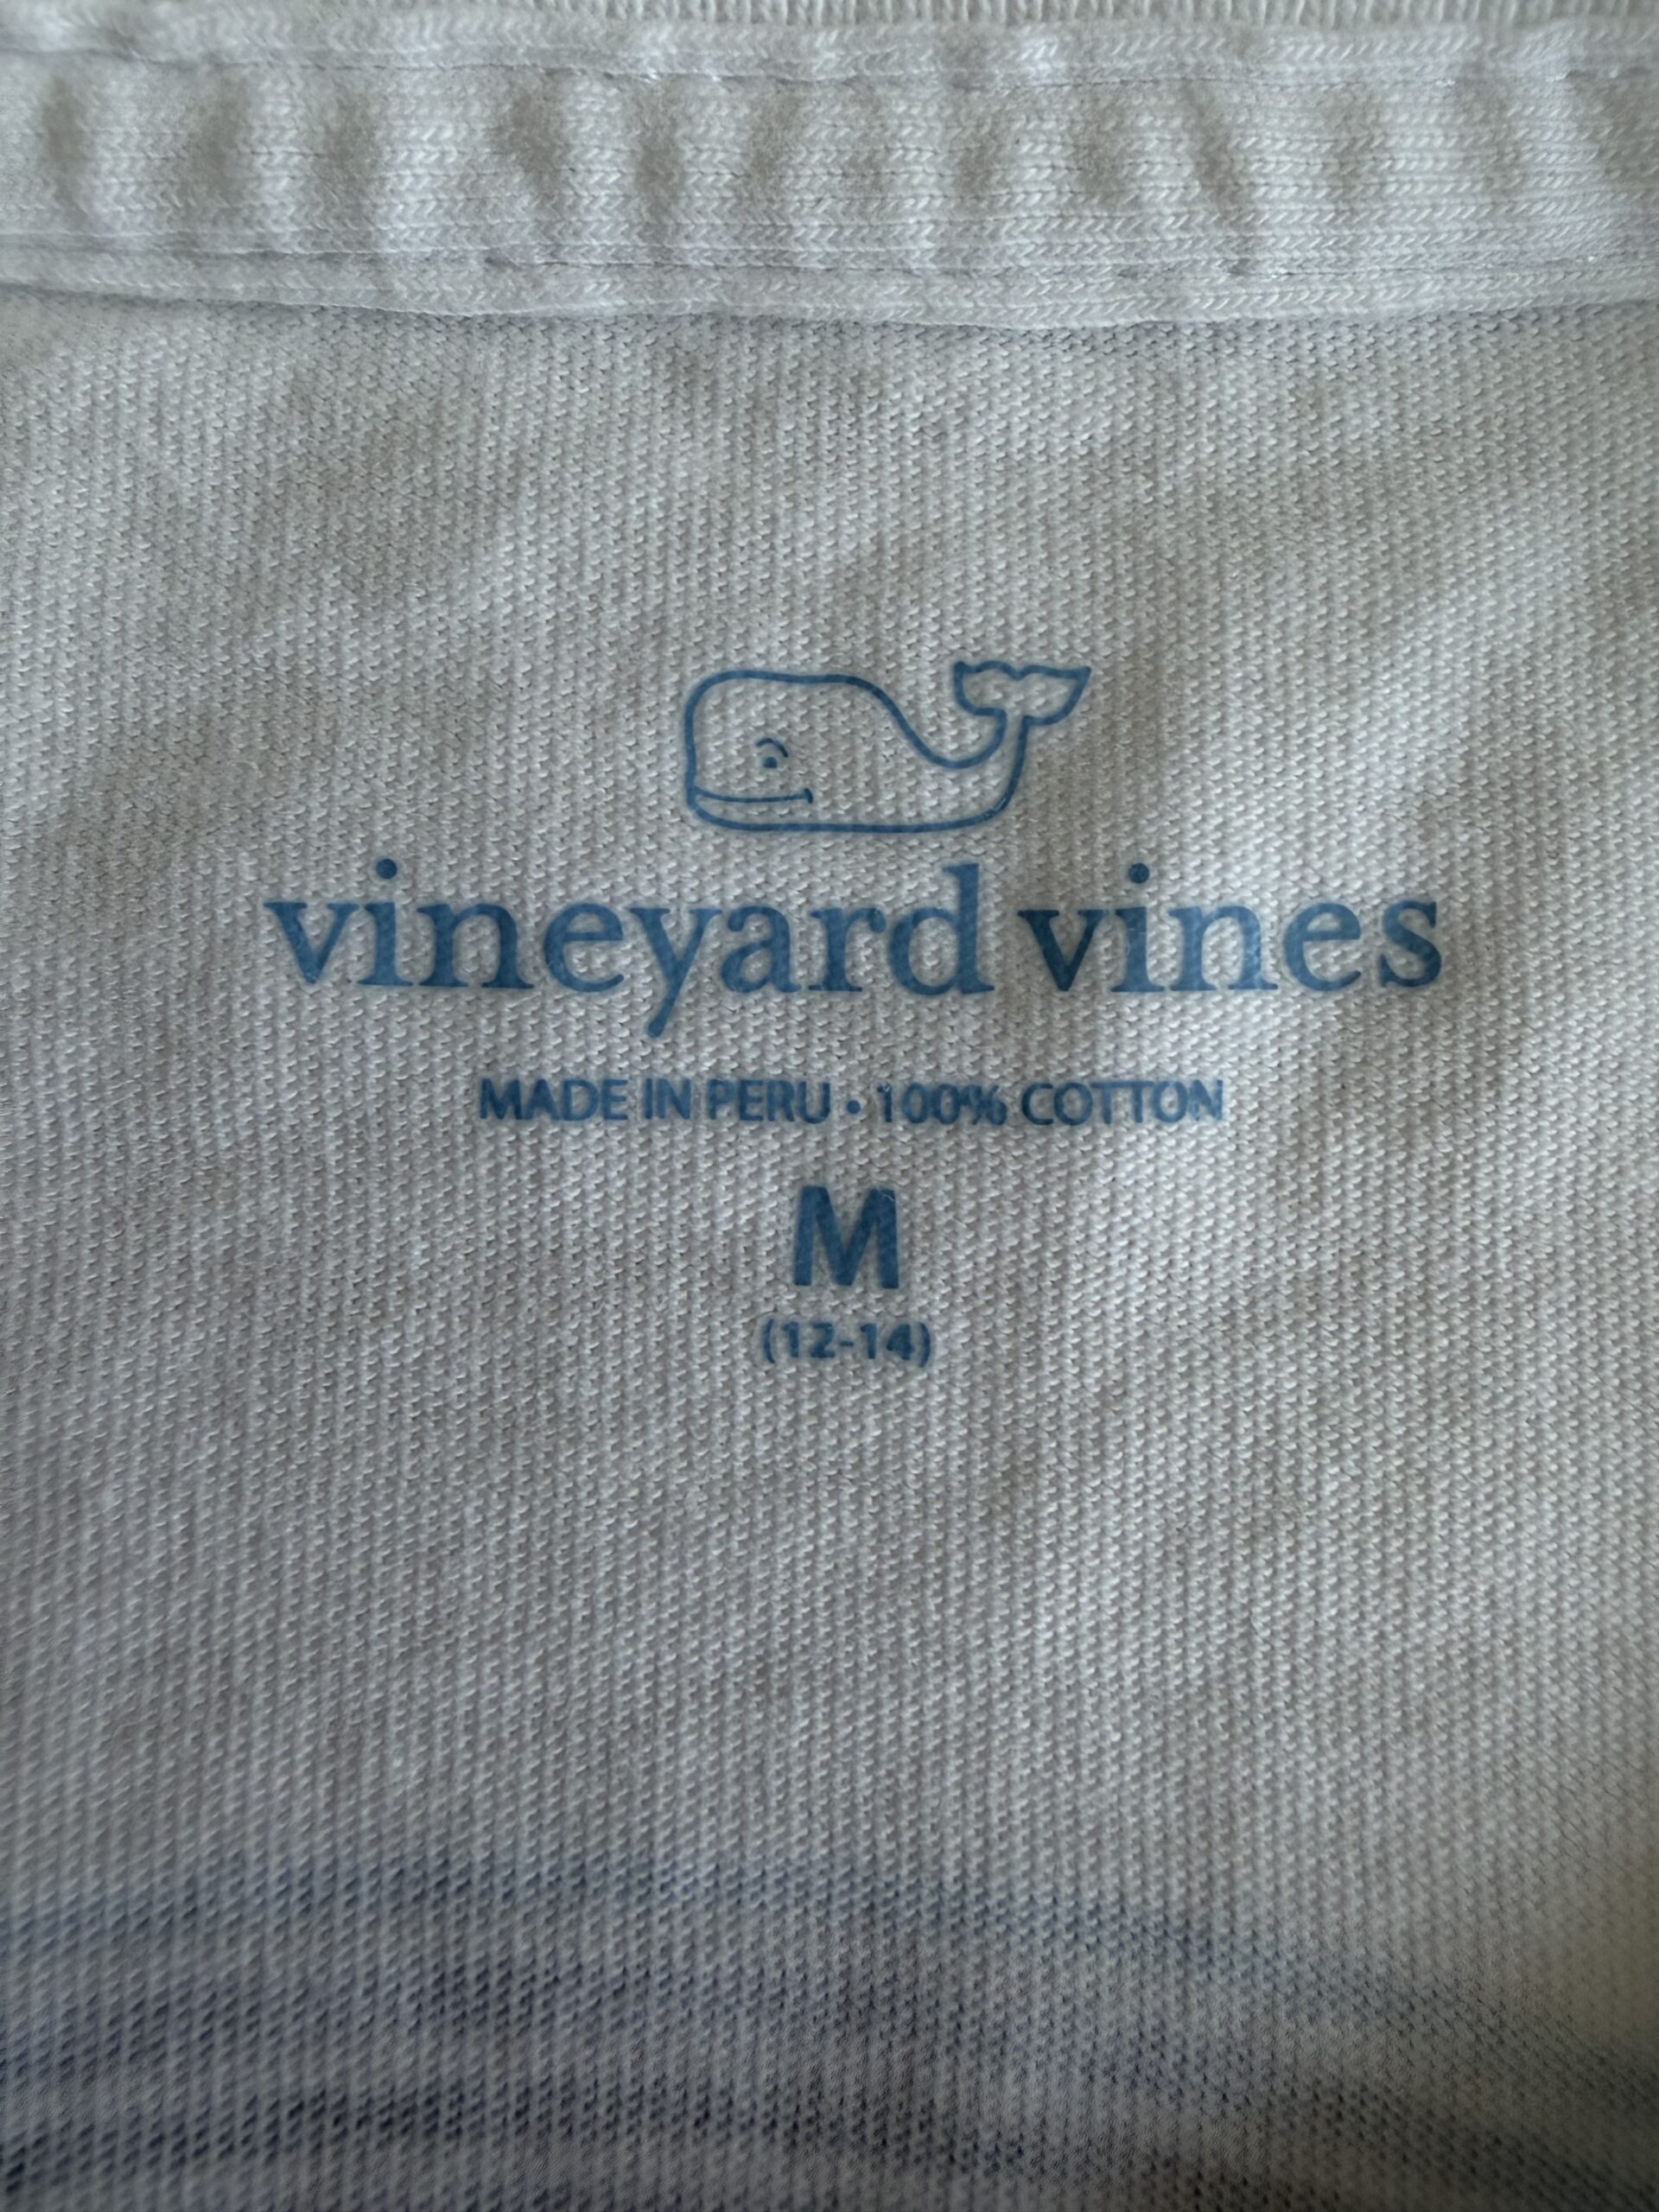 vineyard vines
MADE IN PERU • 100% COTTON
M
(12-14)